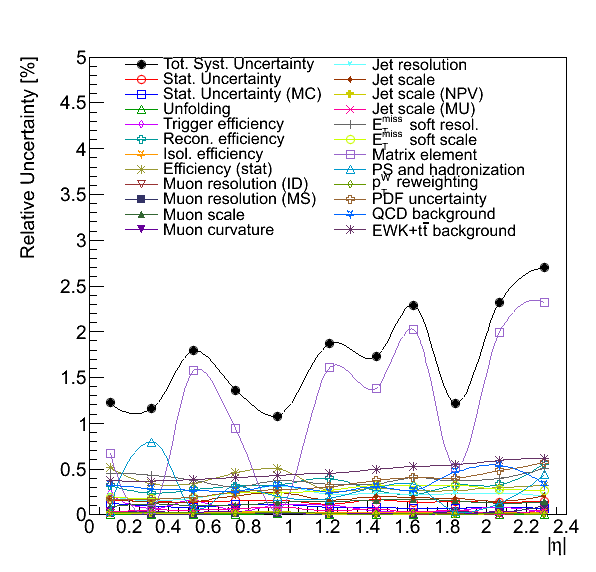 Relative Uncertainty [%]
5
4.5
4
3.5
3
2.5
2
1.5
1
0.5
0
Tot. Syst. Uncertainty
Stat. Uncertainty
Stat. Uncertainty (MC)
Unfolding
Trigger efficiency
Recon. efficiency
Isol. efficiency
Efficiency (stat)
Muon resolution (ID)
Muon resolution (MS)
Muon scale
Muon curvature
Jet resolution
Jet scale
Jet scale (NPV)
Jet scale (MU)
E_T^miss soft resol.
E_T^miss soft scale
Matrix element
PS and hadronization
p_T^W reweighting
PDF uncertainty
QCD background
EWK+tt̄ background
0 0.2 0.4 0.6 0.8 1 1.2 1.4 1.6 1.8 2 2.2 2.4
|η|